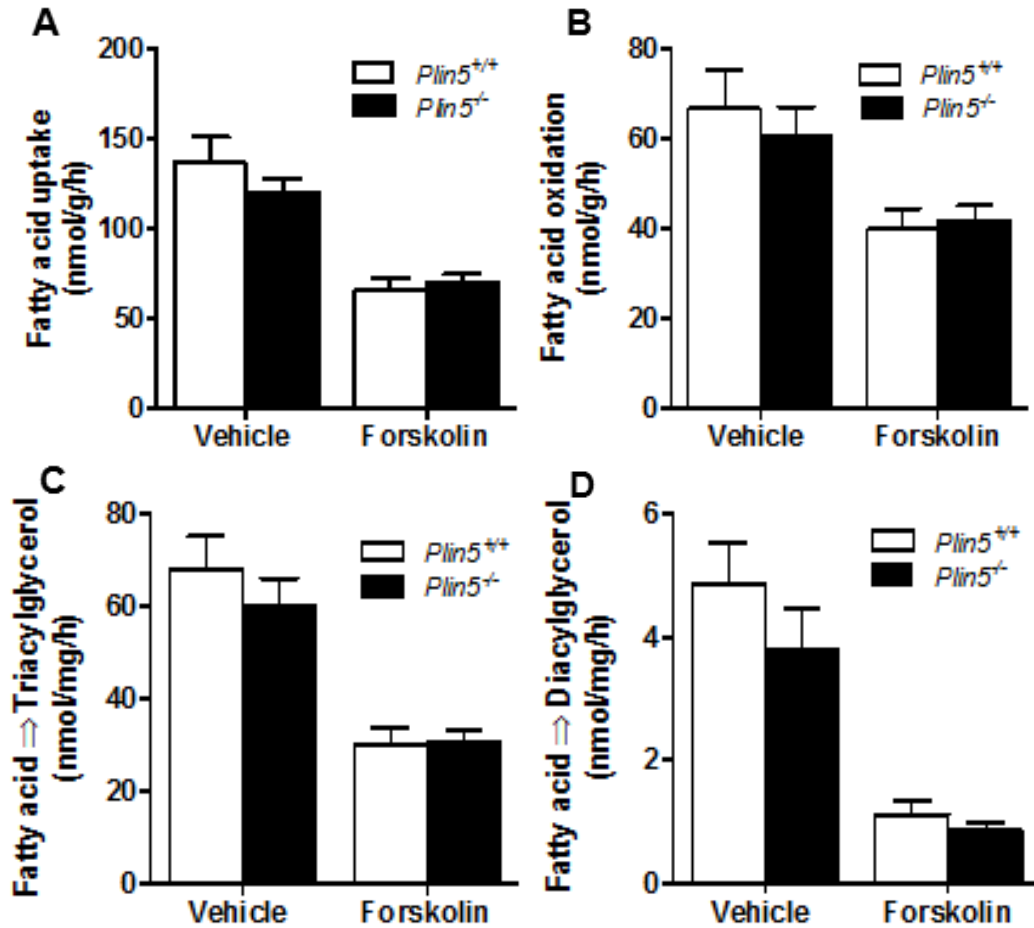 A
Fatty acid uptake
(nmol/g/h)
200
150
100
50
0
Plin5+/+
Plin5-/-
Vehicle Forskolin
B
Fatty acid oxidation
(nmol/g/h)
80
60
40
20
0
Plin5+/+
Plin5-/-
Vehicle Forskolin
C
Fatty acid ⇒ Triacylglycerol
(nmol/mg/h)
80
60
40
20
0
Plin5+/+
Plin5-/-
Vehicle Forskolin
D
Fatty acid ⇒ Diacylglycerol
(nmol/mg/h)
6
4
2
0
Plin5+/+
Plin5-/-
Vehicle Forskolin